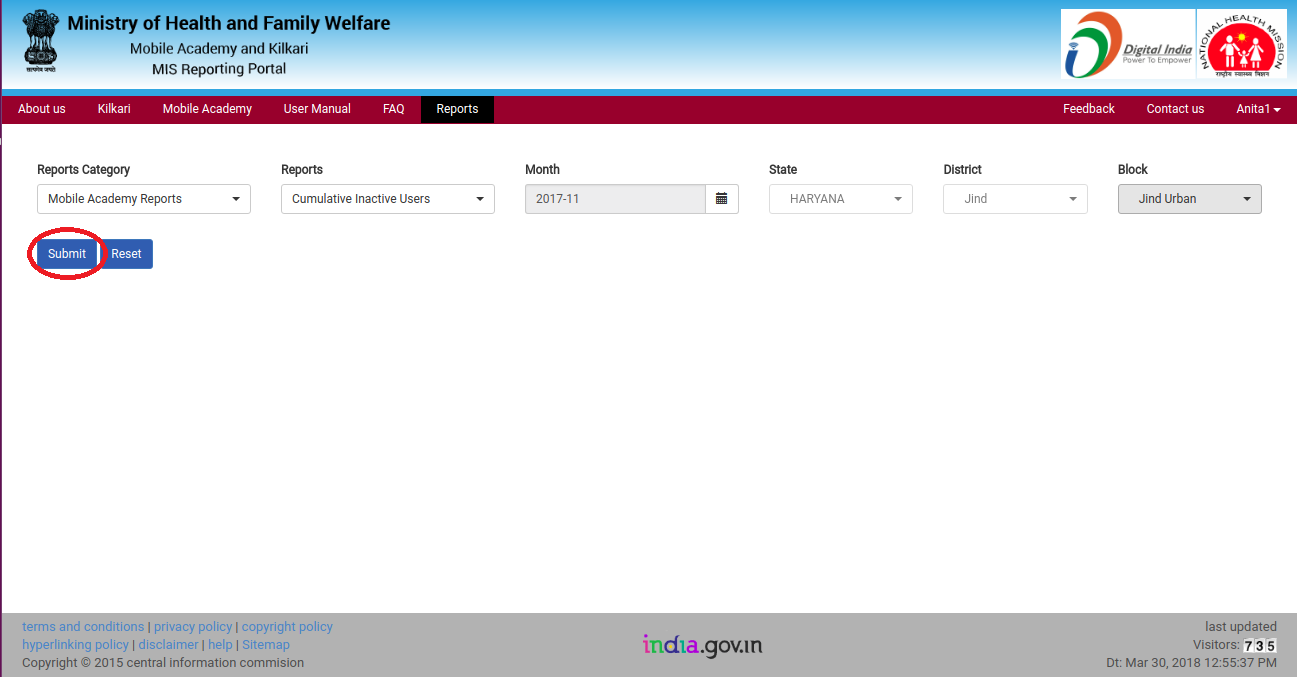 Ministry of Health and Family Welfare
Mobile Academy and Kilkari
MIS Reporting Portal
सत्यमेव जयते
Digital India
Power To Empower
NATIONAL HEALTH MISSION
राष्ट्रीय स्वास्थ्य मिशन
About us Kilkari Mobile Academy User Manual FAQ Reports Feedback Contact us Anita1
Reports Category Reports Month State District Block
Mobile Academy Reports Cumulative Inactive Users 2017-11 HARYANA Jind Jind Urban
Submit Reset
terms and conditions | privacy policy | copyright policy
hyperlinking policy | disclaimer | help | Sitemap
Copyright © 2015 central information commision
india.gov.in
last updated
Visitors: 735
Dt: Mar 30, 2018 12:55:37 PM